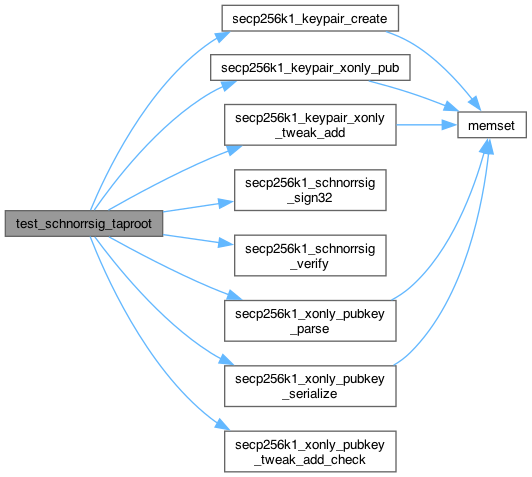 secp256k1_keypair_create
secp256k1_keypair_xonly_pub
secp256k1_keypair_xonly
_tweak_add
memset
secp256k1_schnorrsig
_sign32
test_schnorrsig_taproot
secp256k1_schnorrsig
_verify
secp256k1_xonly_pubkey
_parse
secp256k1_xonly_pubkey
_serialize
secp256k1_xonly_pubkey
_tweak_add_check